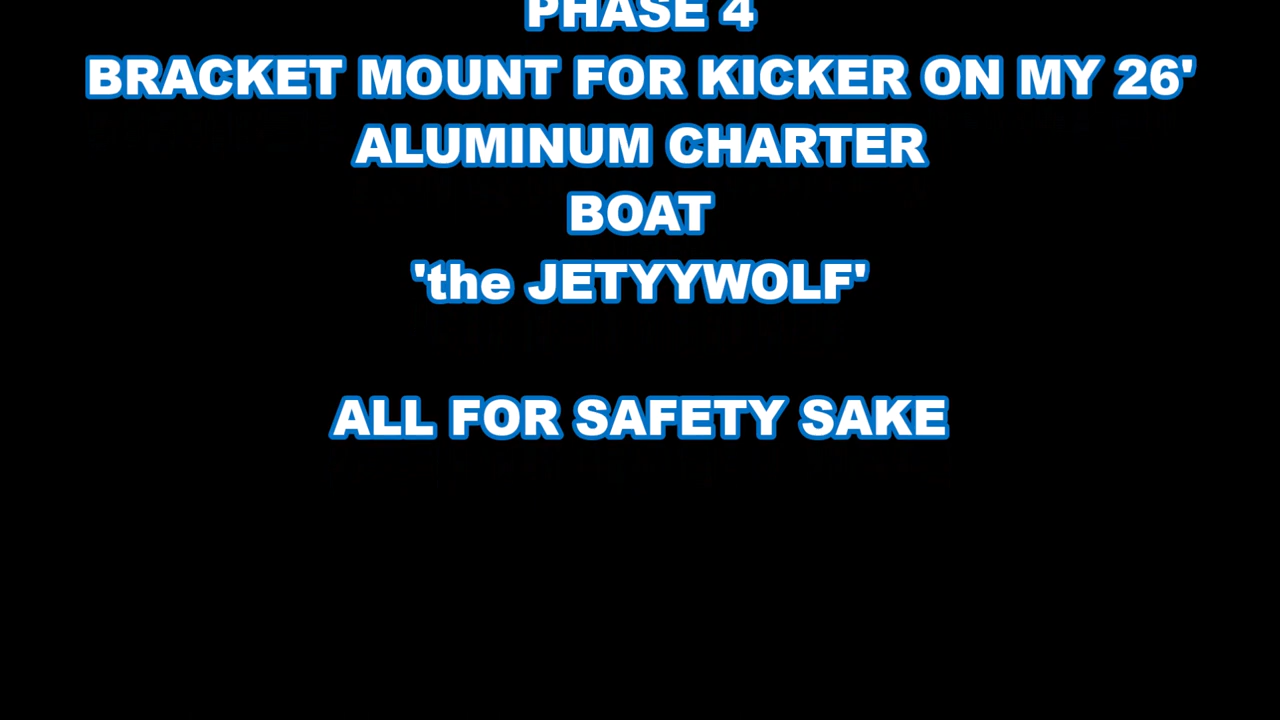 PHASE 4
BRACKET MOUNT FOR KICKER ON MY 26'
ALUMINUM CHARTER
BOAT
'the JETYYWOLF'
ALL FOR SAFETY SAKE